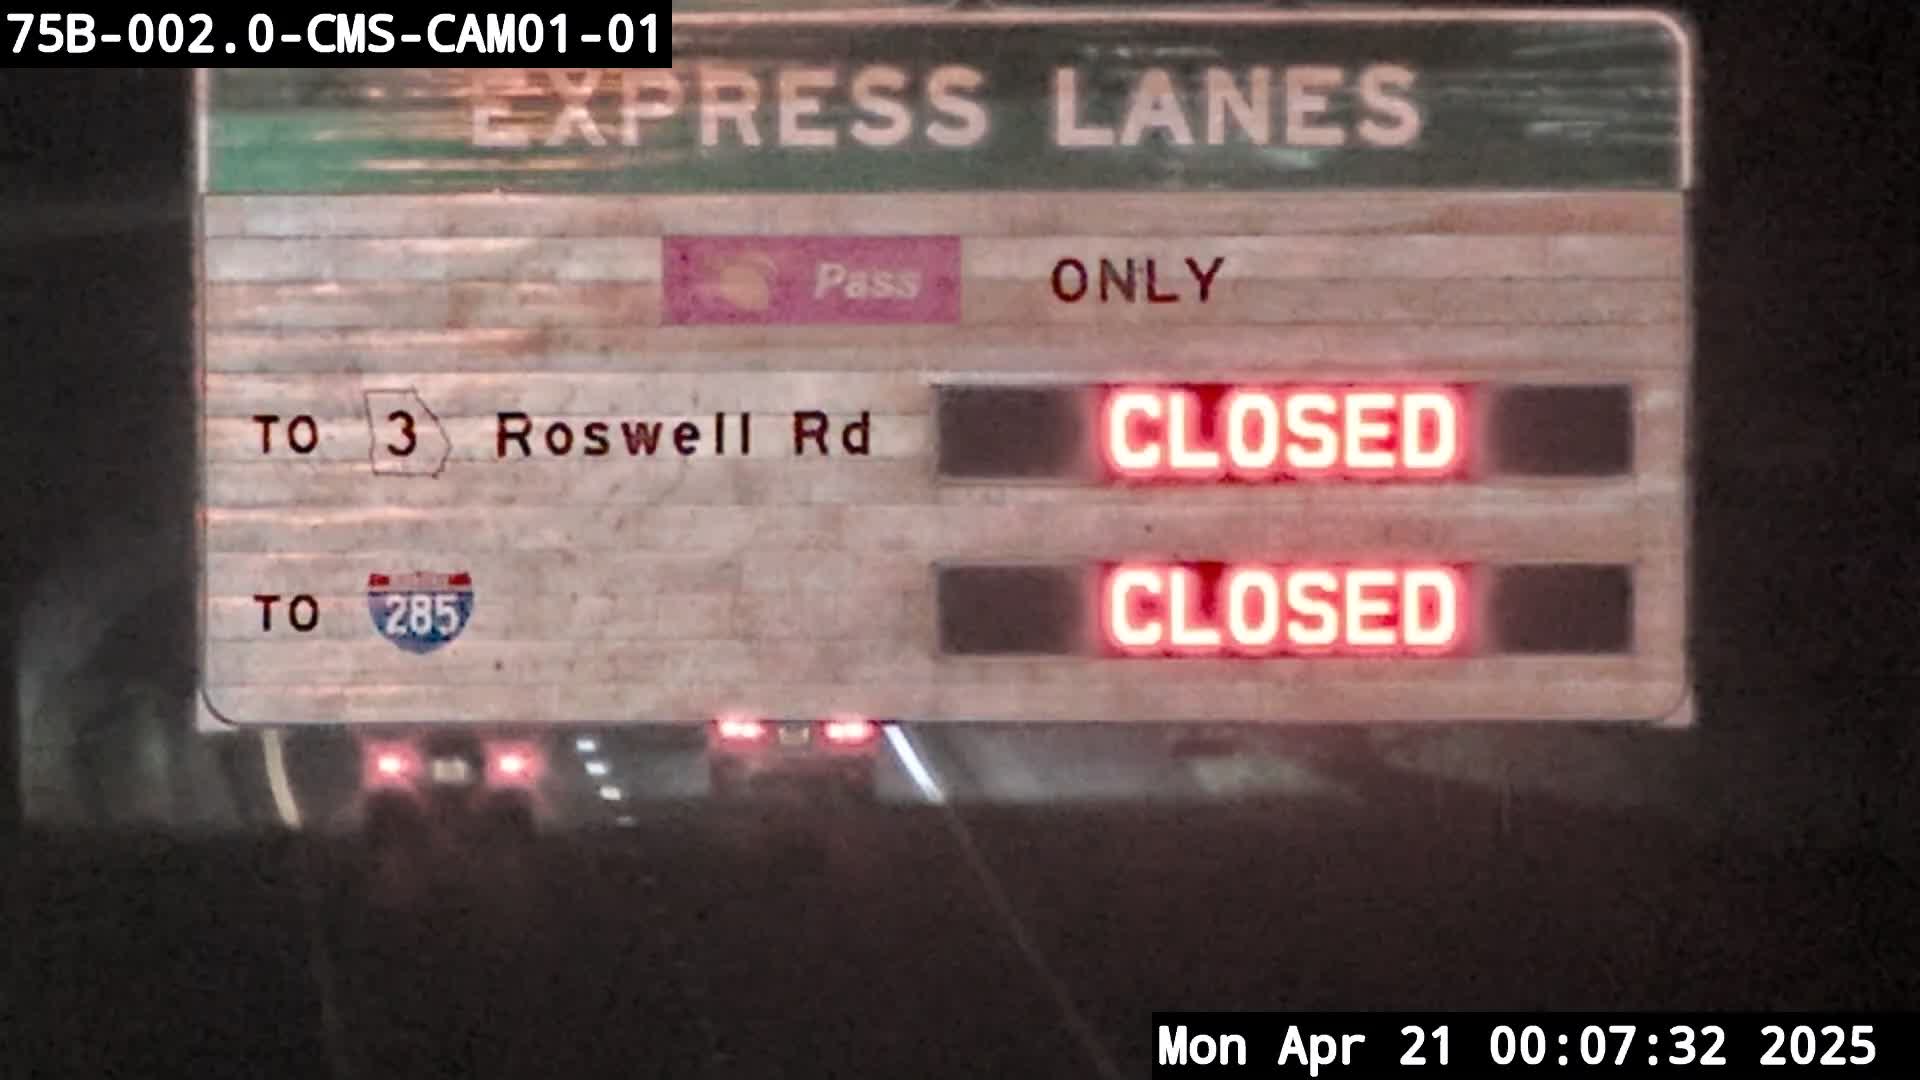 75B-002.0-CMS-CAM01-01
EXPRESS LANES
Pass ONLY
TO 3 Roswell Rd CLOSED
TO 285 CLOSED
Mon Apr 21 00:07:32 2025